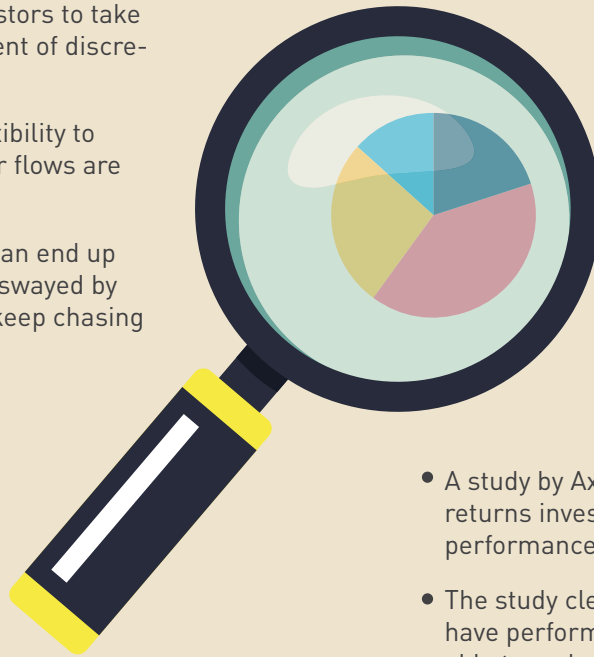 stors to take
ent of discre-
ibility to
r flows are
an end up
swayed by
keep chasing
• A study by Ax
returns inves
performance
• The study cle
have perform